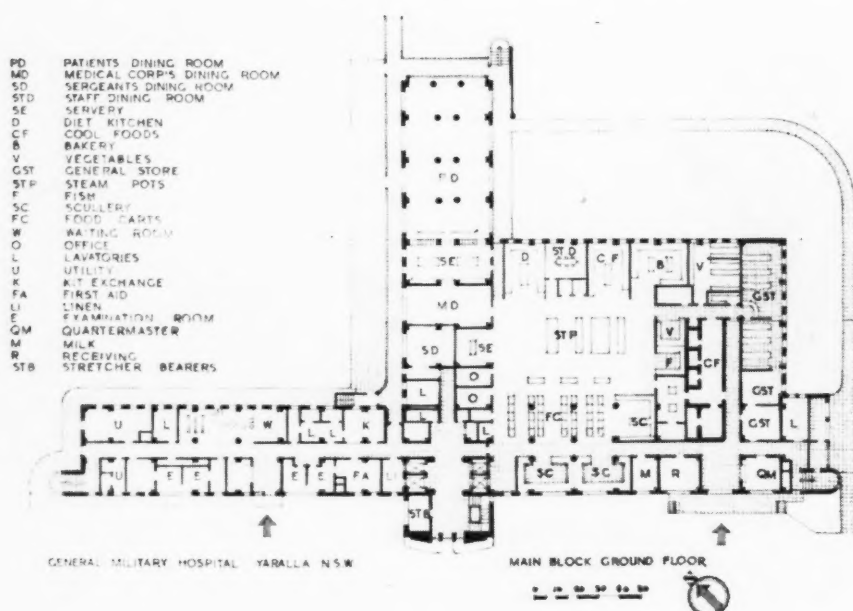 PD PATIENTS DINING ROOM
MD MEDICAL CORP'S DINING ROOM
SD SERGEANTS DINING ROOM
STD STAFF DINING ROOM
SE SERVERY
D DIET KITCHEN
CF COOL FOODS
B BAKERY
V VEGETABLES
GST GENERAL STORE
STP STEAM POTS
F FISH
SC SCULLERY
FC FOOD CARTS
W WAITING ROOM
O OFFICE
L LAVATORIES
U UTILITY
K KIT EXCHANGE
FA FIRST AID
LI LINEN
E EXAMINATION ROOM
QM QUARTERMASTER
M MILK
R RECEIVING
STB STRETCHER BEARERS
PD
SE D STD CF B V
GST
MD
SD SE STP V CF
F
L O
O GST
FC SC
U L W L L K L L GST L
U E E E E FA LI SC SC M R QM
STB
GENERAL MILITARY HOSPITAL YARALLA N.S.W.
MAIN BLOCK GROUND FLOOR